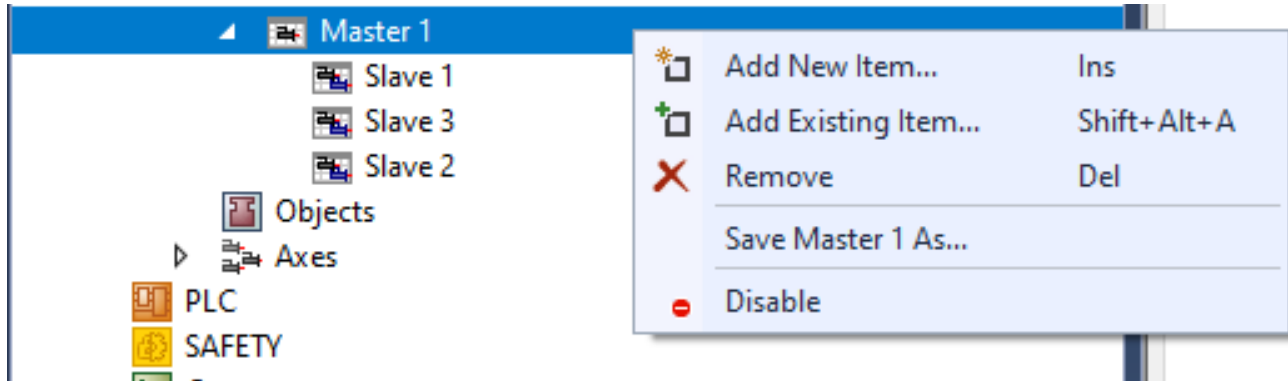 Master 1
Slave 1
Slave 3
Slave 2
Objects
Axes
PLC
SAFETY
Add New Item... Ins
Add Existing Item... Shift+Alt+A
Remove Del
Save Master 1 As...
Disable